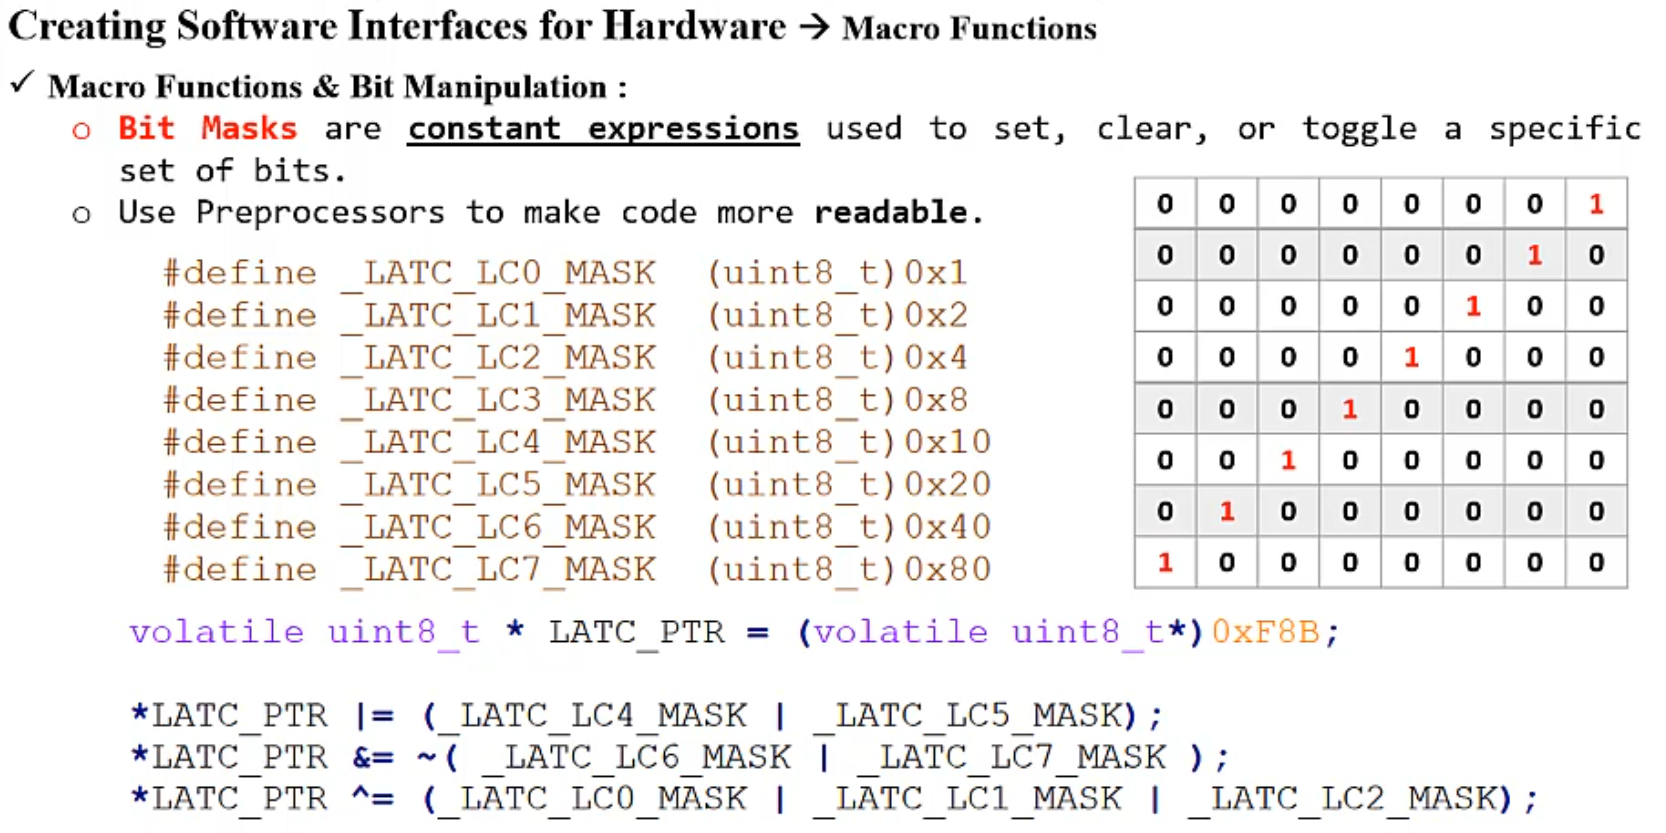 Creating Software Interfaces for Hardware → Macro Functions
✓ Macro Functions & Bit Manipulation :
o Bit Masks are constant expressions used to set, clear, or toggle a specific
set of bits.
o Use Preprocessors to make code more readable.
#define _LATC_LC0_MASK (uint8_t)0x1
#define _LATC_LC1_MASK (uint8_t)0x2
#define _LATC_LC2_MASK (uint8_t)0x4
#define _LATC_LC3_MASK (uint8_t)0x8
#define _LATC_LC4_MASK (uint8_t)0x10
#define _LATC_LC5_MASK (uint8_t)0x20
#define _LATC_LC6_MASK (uint8_t)0x40
#define _LATC_LC7_MASK (uint8_t)0x80
0 0 0 0 0 0 0 1
0 0 0 0 0 0 1 0
0 0 0 0 0 1 0 0
0 0 0 0 1 0 0 0
0 0 0 1 0 0 0 0
0 0 1 0 0 0 0 0
0 1 0 0 0 0 0 0
1 0 0 0 0 0 0 0
volatile uint8_t * LATC_PTR = (volatile uint8_t*)0xF8B;
*LATC_PTR |= (_LATC_LC4_MASK | _LATC_LC5_MASK);
*LATC_PTR &= ~( _LATC_LC6_MASK | _LATC_LC7_MASK );
*LATC_PTR ^= (_LATC_LC0_MASK | _LATC_LC1_MASK | _LATC_LC2_MASK);